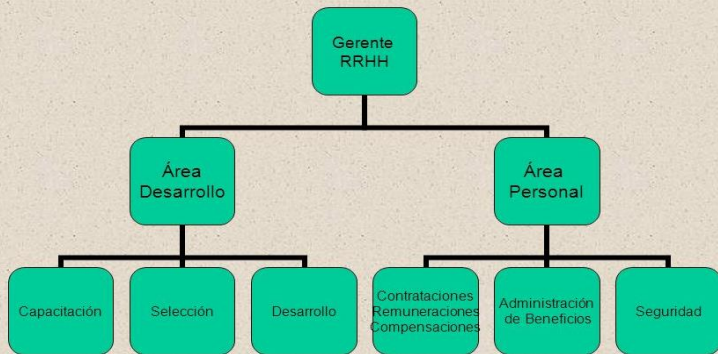 Gerente
RRHH
Área
Desarrollo
Área
Personal
Capacitación
Selección
Desarrollo
Contrataciones
Remuneraciones
Compensaciones
Administración
de Beneficios
Seguridad